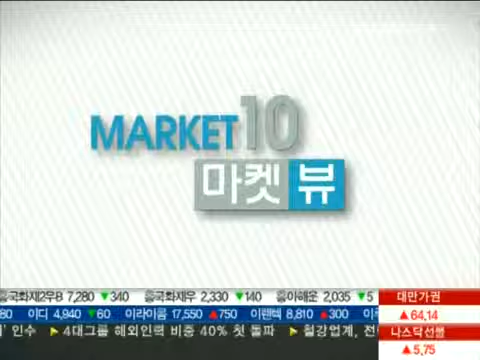 MARKET 10
마켓 뷰
흥국화재2우B 7,280 ▼340 흥국화재우 2,330 ▼140 흥아해운 2,035 ▼5
대만가권
80 이디 4,940 ▼60 이라이콤 17,550 ▲750 이랜텍 8,810 ▲300
▲64,14
인수 ▶ 4대그룹 해외인력 비중 40% 첫 돌파 ▶ 철강업계,
나스닥선물
▲5,75